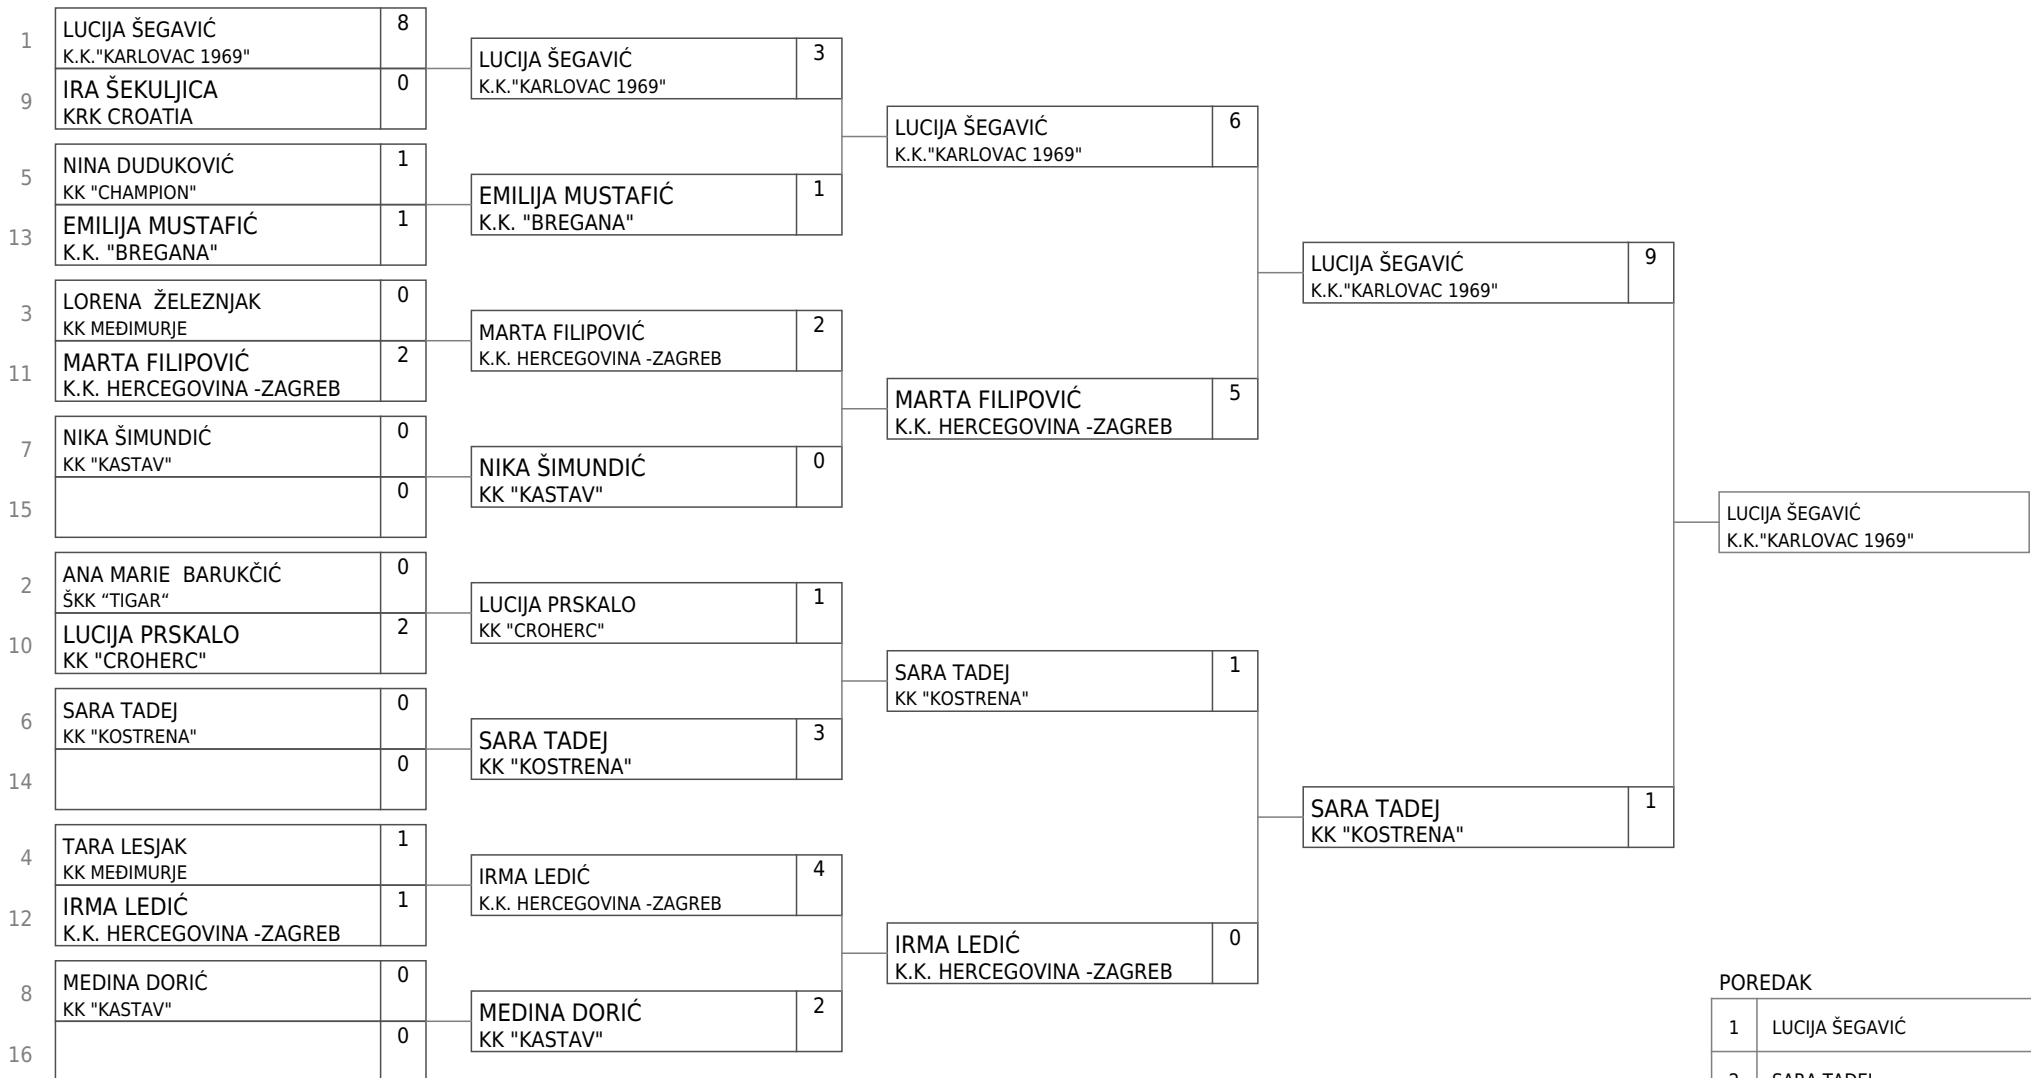 1
LUCIJA ŠEGAVIĆ
K.K."KARLOVAC 1969"
8
9
IRA ŠEKULJICA
KRK CROATIA
0
5
NINA DUDUKOVIĆ
KK "CHAMPION"
1
13
EMILIJA MUSTAFIĆ
K.K. "BREGANA"
1
3
LORENA  ŽELEZNJAK
KK MEĐIMURJE
0
11
MARTA FILIPOVIĆ
K.K. HERCEGOVINA -ZAGREB
2
7
NIKA ŠIMUNDIĆ
KK "KASTAV"
0
15
0
2
ANA MARIE  BARUKČIĆ
ŠKK “TIGAR“
0
10
LUCIJA PRSKALO
KK "CROHERC"
2
6
SARA TADEJ
KK "KOSTRENA"
0
14
0
4
TARA LESJAK
KK MEĐIMURJE
1
12
IRMA LEDIĆ
K.K. HERCEGOVINA -ZAGREB
1
8
MEDINA DORIĆ
KK "KASTAV"
0
16
0
LUCIJA ŠEGAVIĆ
K.K."KARLOVAC 1969"
3
EMILIJA MUSTAFIĆ
K.K. "BREGANA"
1
MARTA FILIPOVIĆ
K.K. HERCEGOVINA -ZAGREB
2
NIKA ŠIMUNDIĆ
KK "KASTAV"
0
LUCIJA PRSKALO
KK "CROHERC"
1
SARA TADEJ
KK "KOSTRENA"
3
IRMA LEDIĆ
K.K. HERCEGOVINA -ZAGREB
4
MEDINA DORIĆ
KK "KASTAV"
2
LUCIJA ŠEGAVIĆ
K.K."KARLOVAC 1969"
6
MARTA FILIPOVIĆ
K.K. HERCEGOVINA -ZAGREB
5
SARA TADEJ
KK "KOSTRENA"
1
IRMA LEDIĆ
K.K. HERCEGOVINA -ZAGREB
0
LUCIJA ŠEGAVIĆ
K.K."KARLOVAC 1969"
9
SARA TADEJ
KK "KOSTRENA"
1
LUCIJA ŠEGAVIĆ
K.K."KARLOVAC 1969"
POREDAK
1 LUCIJA ŠEGAVIĆ
2 SARA TADEJ